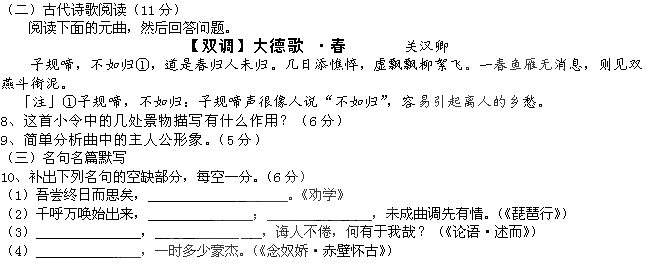 （二）古代诗歌阅读（11 分）
阅读下面的元曲，然后回答问题。
【双调】大德歌 ·春 关汉卿
子规啼，不如归①，道是春归人未归。几日添憔悴，虚飘飘柳絮飞。一春鱼雁无消息，则见双
燕斗衔泥。
「注」①子规啼，不如归：子规啼声很像人说“不如归”，容易引起离人的乡愁。
8、这首小令中的几处景物描写有什么作用？（6 分）
9、简单分析曲中的主人公形象。（5 分）
（三）名句名篇默写
10、补出下列名句的空缺部分，每空一分。（6 分）
（1）吾尝终日而思矣，________________。《劝学》
（2）千呼万唤始出来，____________；____________，未成曲调先有情。（《琵琶行》）
（3）____________，____________，诲人不倦，何有于我哉？（《论语·述而》）
（4）____________，一时多少豪杰。（《念奴娇·赤壁怀古》）